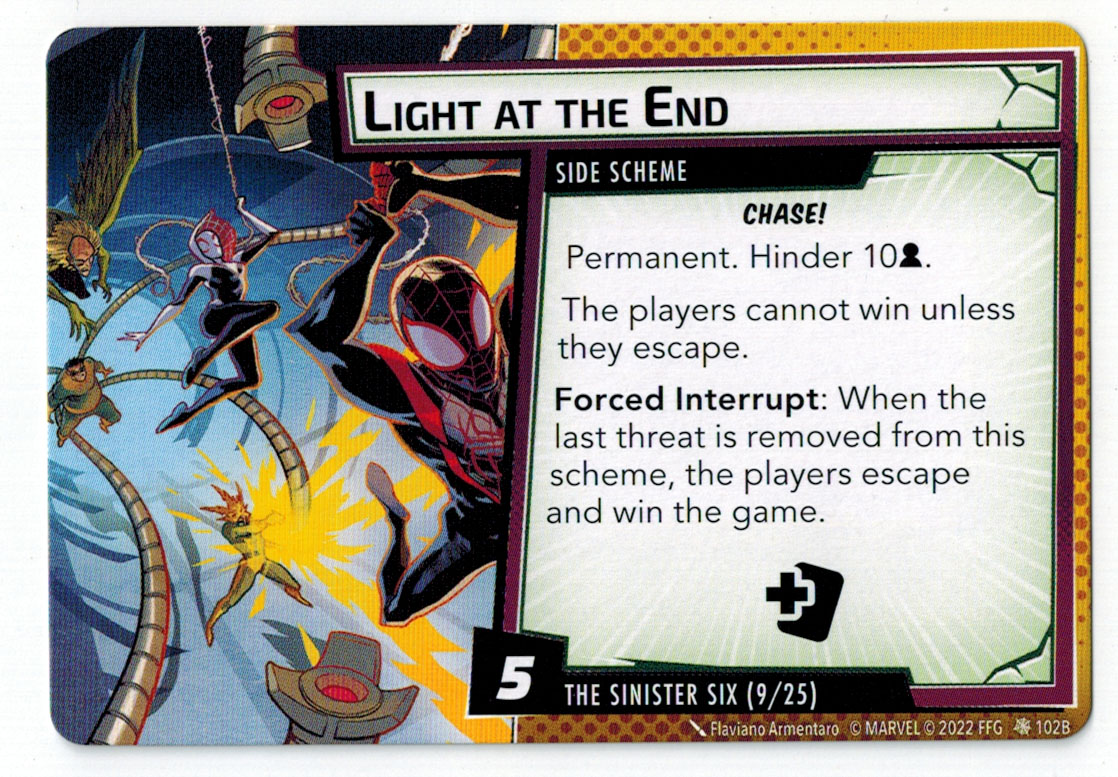 LIGHT AT THE END
SIDE SCHEME
CHASE!
Permanent. Hinder 10.
The players cannot win unless
they escape.
Forced Interrupt: When the
last threat is removed from this
scheme, the players escape
and win the game.
5
THE SINISTER SIX (9/25)
Flaviano Armentaro © MARVEL © 2022 FFG 102B